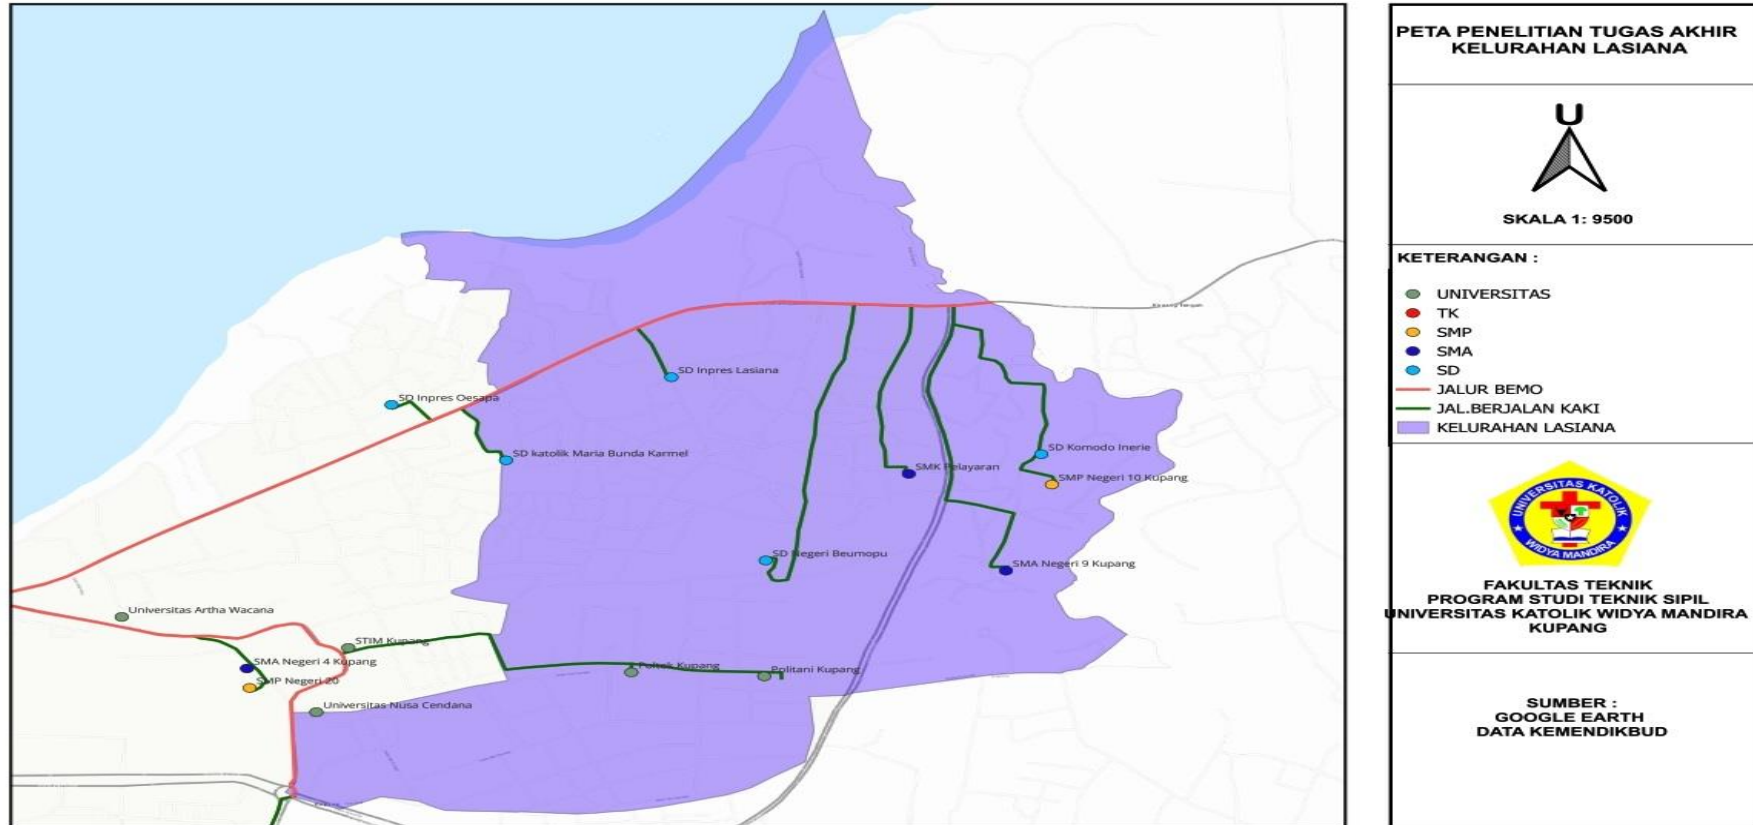 PETA PENELITIAN TUGAS AKHIR
KELURAHAN LASIANA
U
SKALA 1: 9500
KETERANGAN :
UNIVERSITAS
TK
SMP
SMA
SD
JALUR BEMO
JAL.BERJALAN KAKI
KELURAHAN LASIANA
UNIVERSITAS KATOLIK
WIDYA MANDIRA
FAKULTAS TEKNIK
PROGRAM STUDI TEKNIK SIPIL
UNIVERSITAS KATOLIK WIDYA MANDIRA
KUPANG
SUMBER :
GOOGLE EARTH
DATA KEMENDIKBUD
SD Inpres Lasiana
SD Inpres Oesapa
SD katolik Maria Bunda Karmel
SD Komodo Inerie
SMK Pelayaran
SMP Negeri 10 Kupang
SD Negeri Beumopu
SMA Negeri 9 Kupang
Universitas Artha Wacana
STIM Kupang
SMA Negeri 4 Kupang
Poltek Kupang
Politani Kupang
SMP Negeri 20
Universitas Nusa Cendana